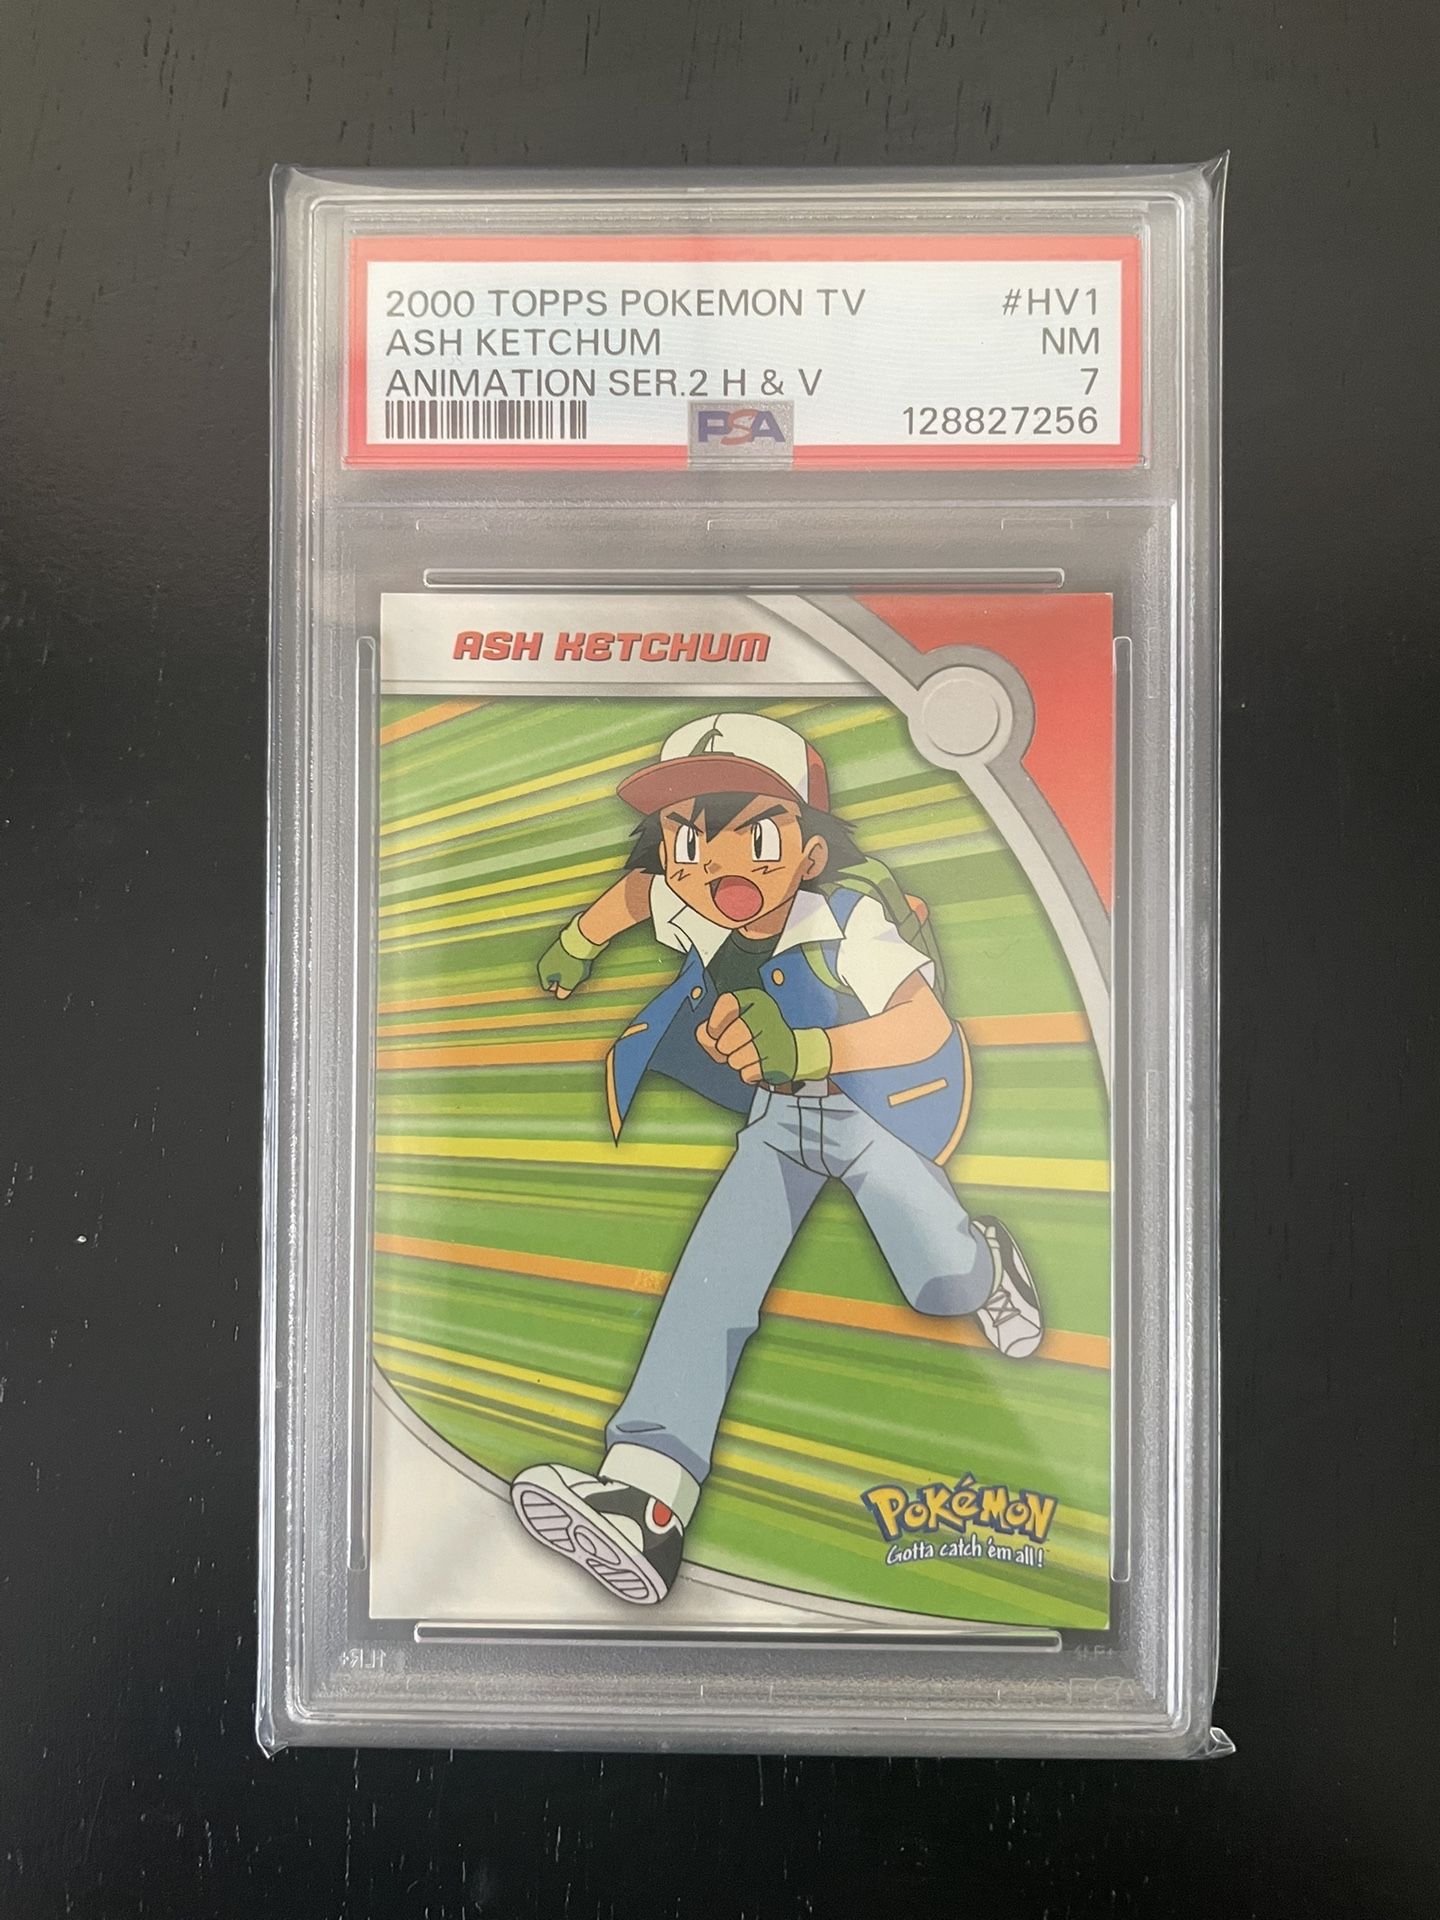 2000 TOPPS POKEMON TV #HV1
ASH KETCHUM NM
ANIMATION SER.2 H & V 7
PSA 128827256
ASH KETCHUM
POKéMON
Gotta catch 'em all!
PSA